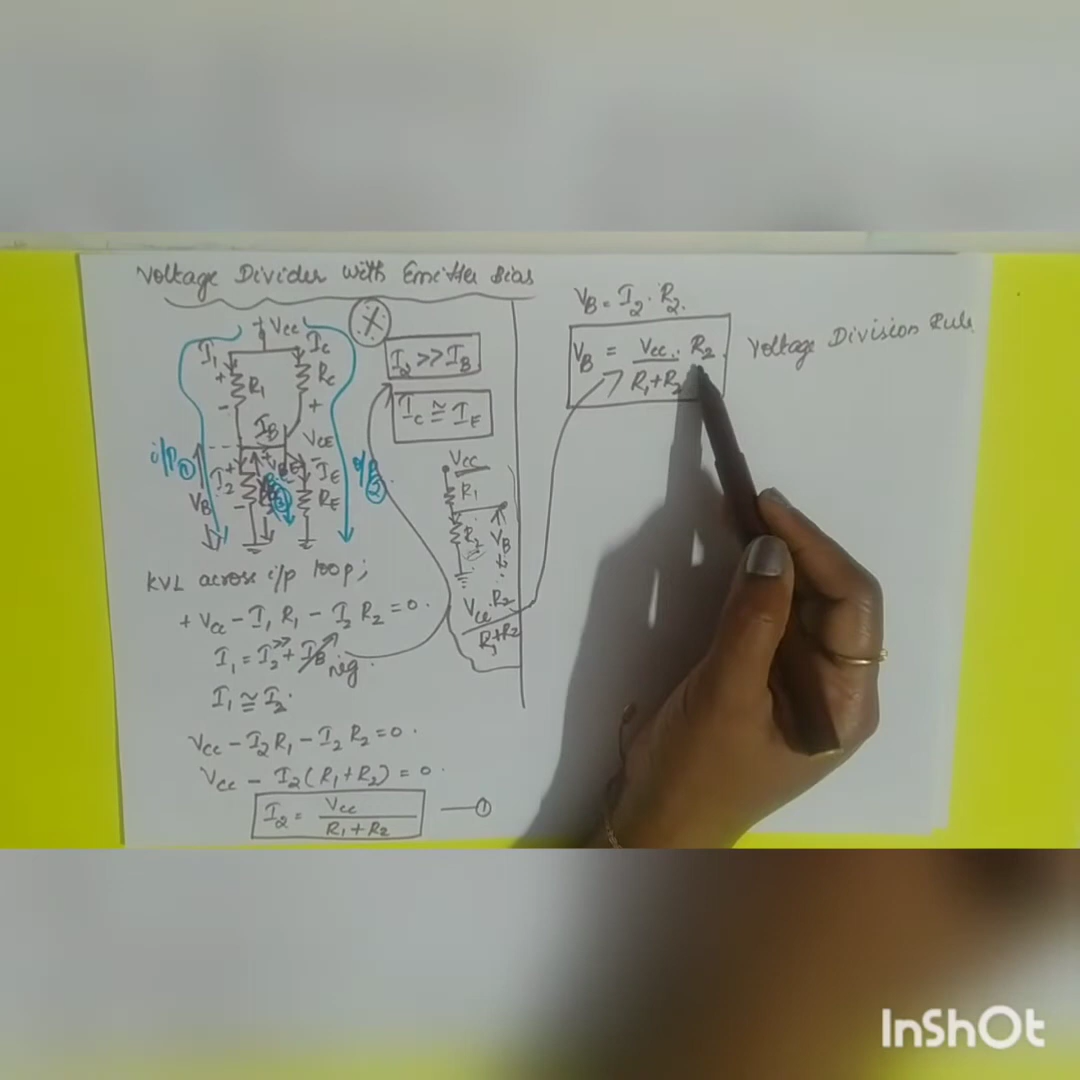 Voltage Divider with Emitter Bias
+Vcc
I₁
Ic
+
R₁
Rc
-
+
IB
VCE
i/p ①
+
-
I₂
IE
VB
RE
-
I₂ >> IB
Ic ≅ IE
Vcc
R₁
R₂
VB
Vcc . R₂
R₁+R₂
KVL across i/p loop;
+ Vcc - I₁ R₁ - I₂ R₂ = 0.
I₁ = I₂ >> + IB neg.
I₁ ≅ I₂.
Vcc - I₂R₁ - I₂ R₂ = 0.
Vcc - I₂(R₁+R₂) = 0.
I₂ = Vcc / R₁+R₂ —①
VB = I₂. R₂.
VB = Vcc . R₂ / R₁+R₂
Voltage Division Rule.
InShOt